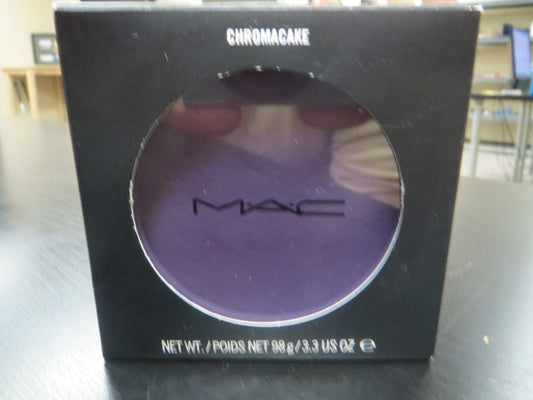 CHROMACAKE
MAC
NET WT. / POIDS NET 98 g / 3.3 US OZ ℮